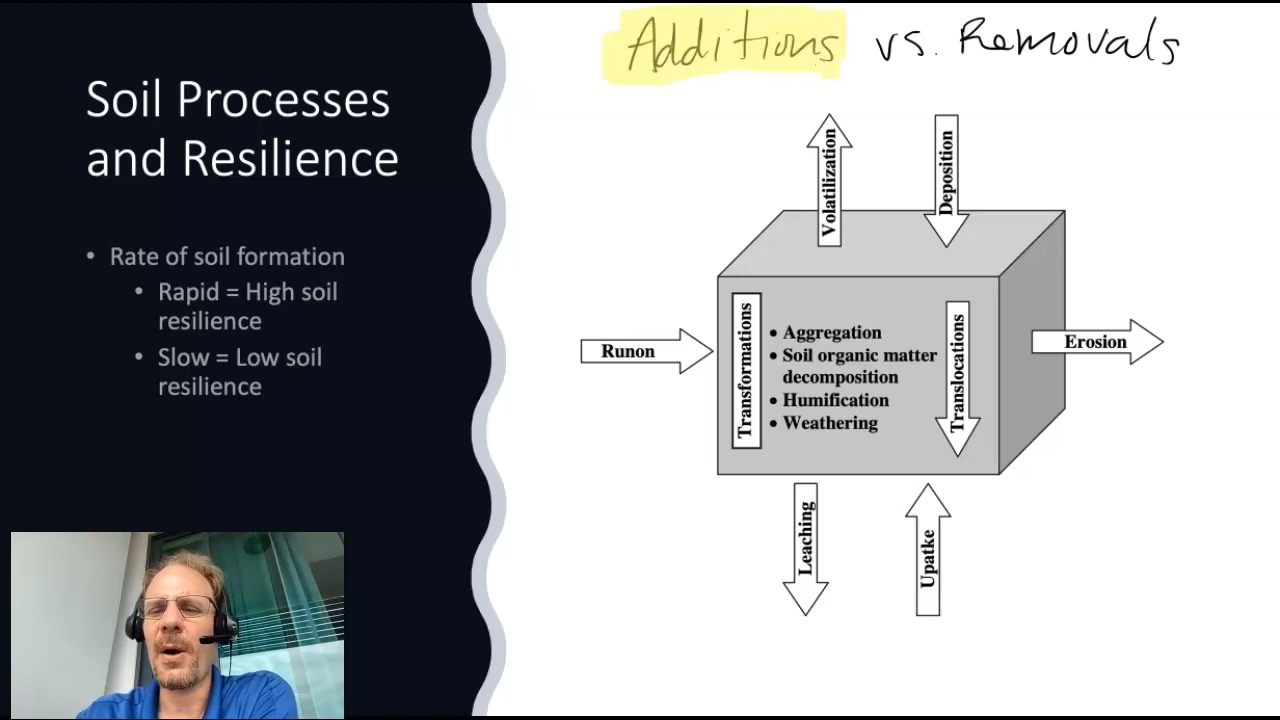 Soil Processes
and Resilience
• Rate of soil formation
• Rapid = High soil
resilience
• Slow = Low soil
resilience
Additions vs. Removals
Volatilization
Deposition
Runon
Transformations
• Aggregation
• Soil organic matter
decomposition
• Humification
• Weathering
Translocations
Erosion
Leaching
Upatke